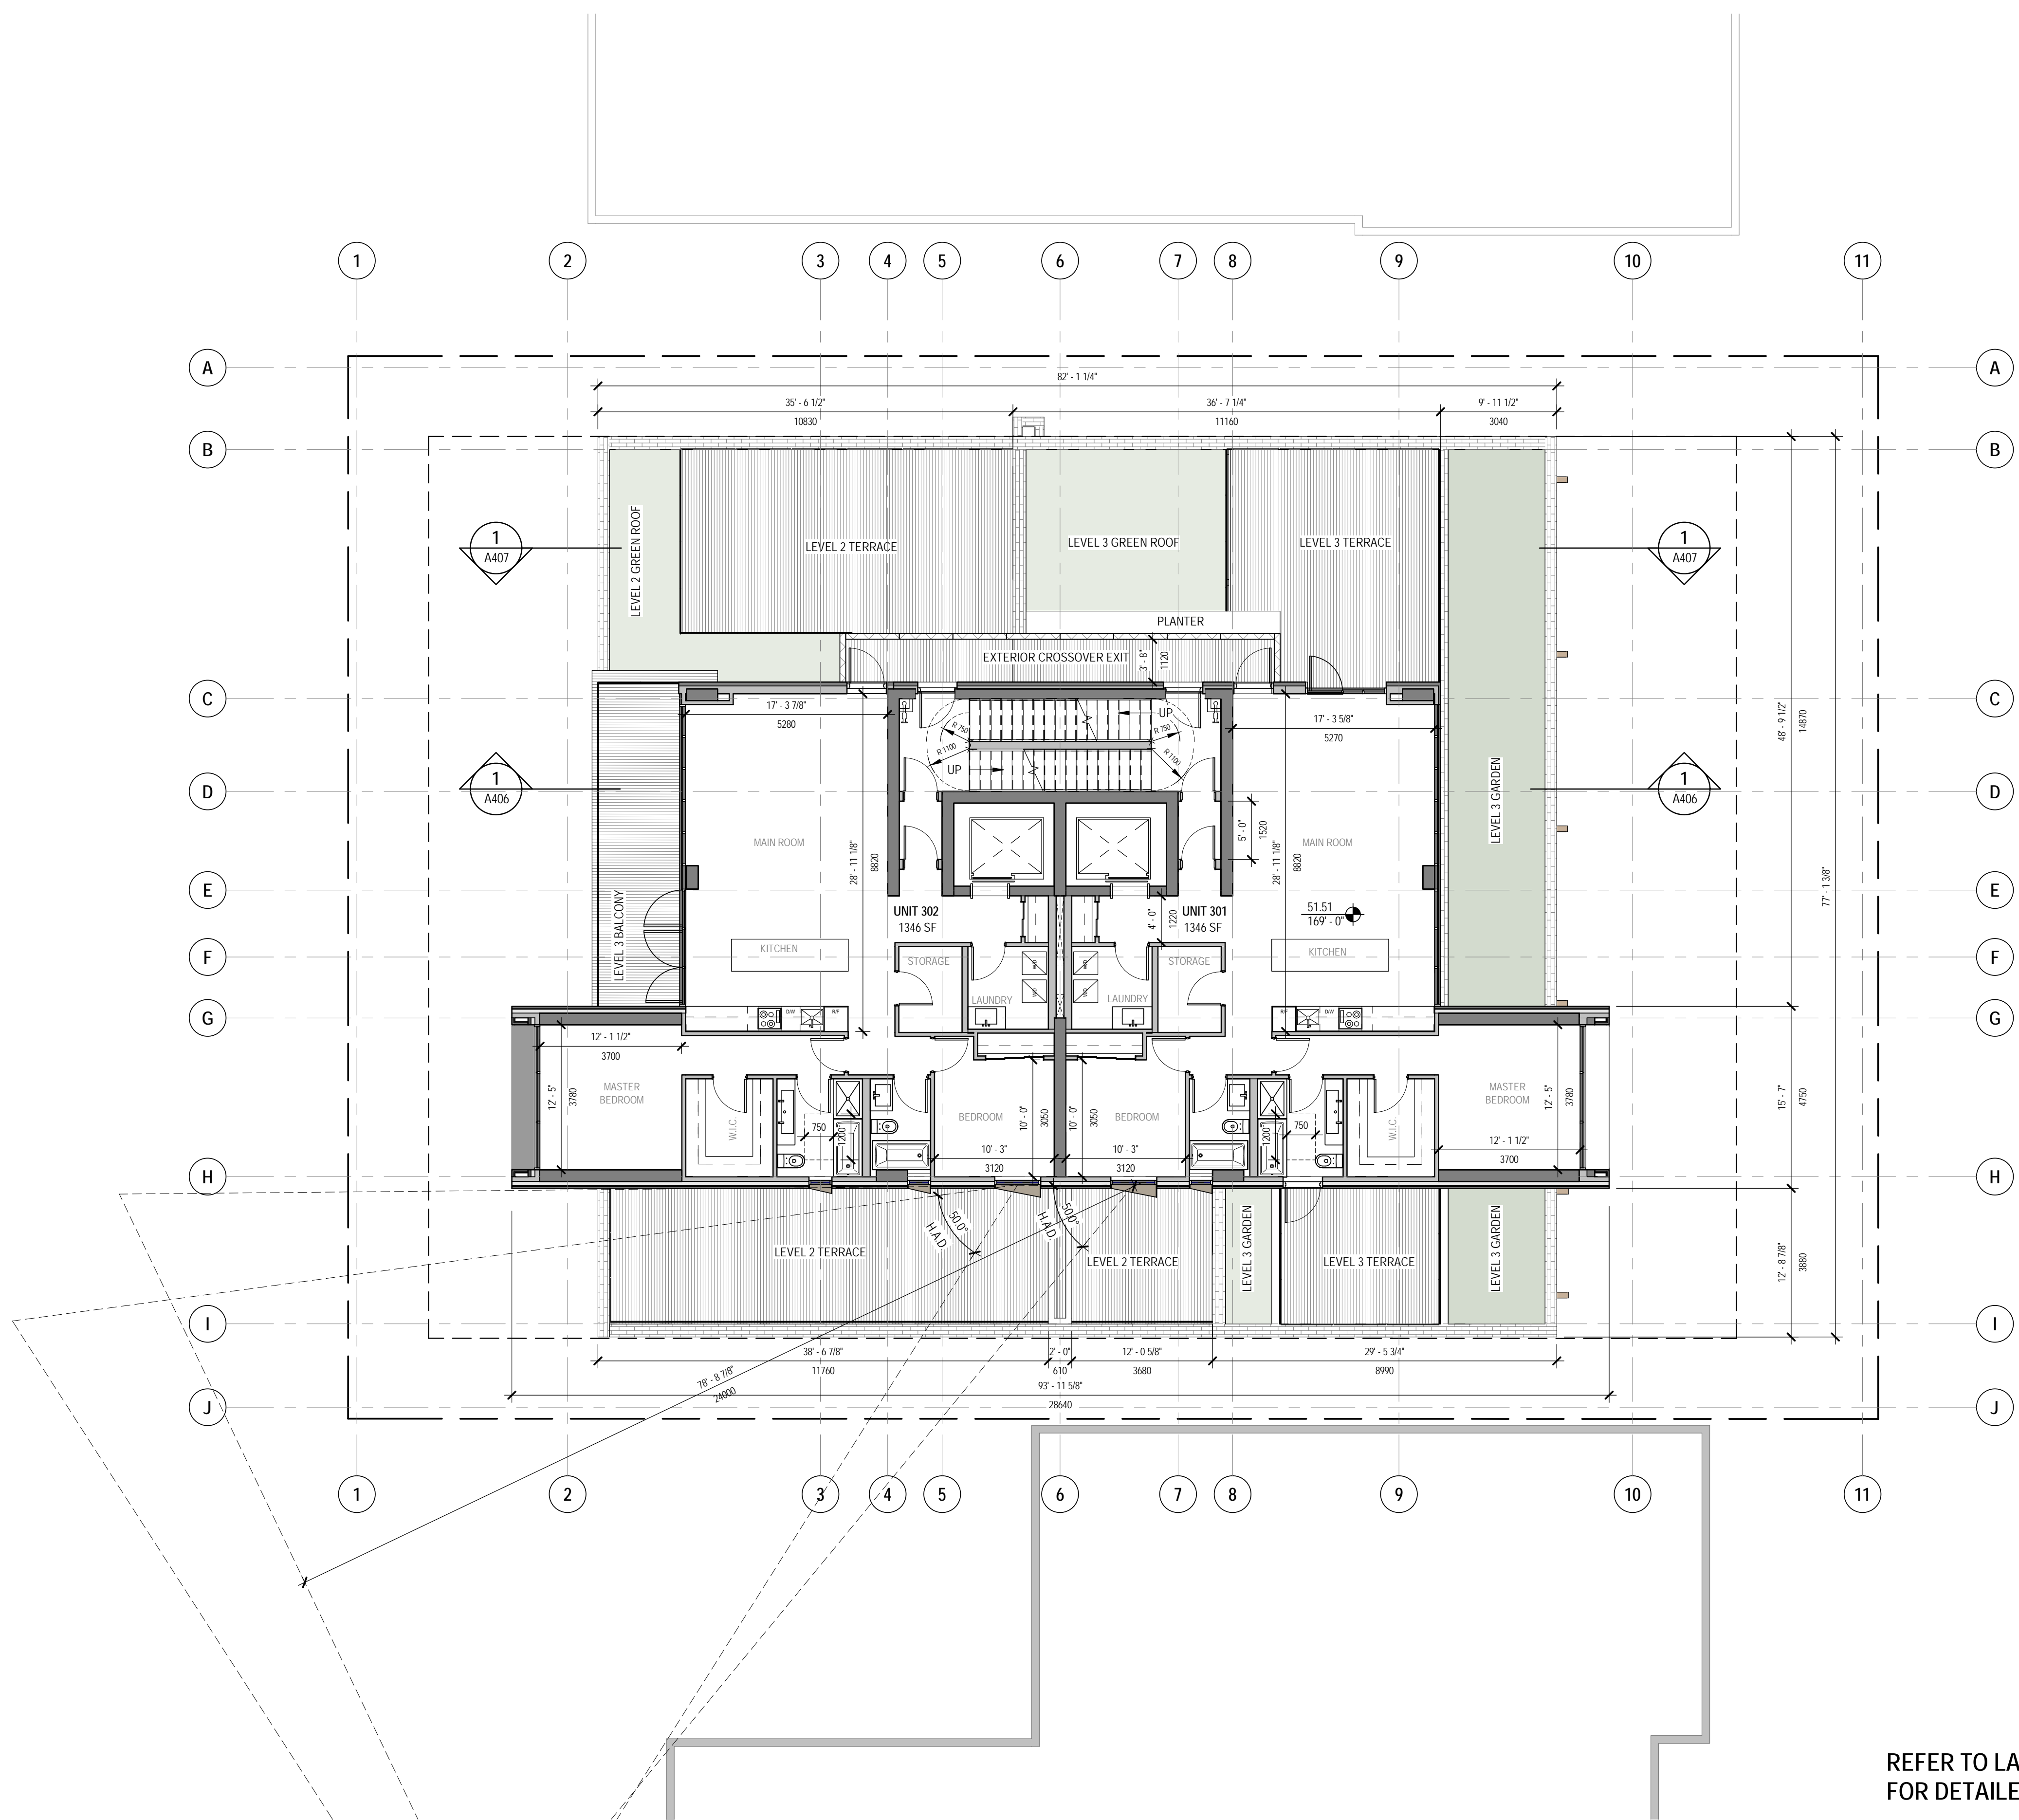 1 2 3 4 5 6 7 8 9 10 11
A A
82' - 1 1/4"
35' - 6 1/2" 36' - 7 1/4" 9' - 11 1/2"
10830 11160 3040
B B
LEVEL 2 GREEN ROOF
LEVEL 2 TERRACE
LEVEL 3 GREEN ROOF
LEVEL 3 TERRACE
1
A407
1
A407
PLANTER
EXTERIOR CROSSOVER EXIT
3' - 8"
1120
C C
17' - 3 7/8"
5280
17' - 3 5/8"
5270
UP
R 750
R 1100
R 750
R 1100
UP
48' - 9 1/2"
14870
1
A406
1
A406
D D
LEVEL 3 GARDEN
MAIN ROOM
28' - 11 1/8"
8820
5' - 0"
1520
28' - 11 1/8"
8820
MAIN ROOM
77' - 1 3/8"
E E
LEVEL 3 BALCONY
UNIT 302
1346 SF
4' - 0"
1220
UNIT 301
1346 SF
51.51
169' - 0"
F F
KITCHEN
STORAGE
W/D
W/D
LAUNDRY
W/D
W/D
LAUNDRY
STORAGE
KITCHEN
G G
D/W R/F
R/F D/W
12' - 1 1/2"
3700
12' - 5"
3780
MASTER
BEDROOM
W.I.C.
750
1200
BEDROOM
10' - 0"
3050
10' - 3"
3120
10' - 0"
3050
BEDROOM
10' - 3"
3120
1200
750
W.I.C.
MASTER
BEDROOM
12' - 5"
3780
12' - 1 1/2"
3700
15' - 7"
4750
H H
50.0°
H.A.D.
50.0°
H.A.D.
LEVEL 2 TERRACE
LEVEL 2 TERRACE
LEVEL 3 GARDEN
LEVEL 3 TERRACE
LEVEL 3 GARDEN
12' - 8 7/8"
3880
I I
38' - 6 7/8" 2' - 0" 12' - 0 5/8" 29' - 5 3/4"
11760 610 3680 8990
78' - 8 7/8"
24000
93' - 11 5/8"
28640
J J
1 2 3 4 5 6 7 8 9 10 11
REFER TO LA
FOR DETAILE